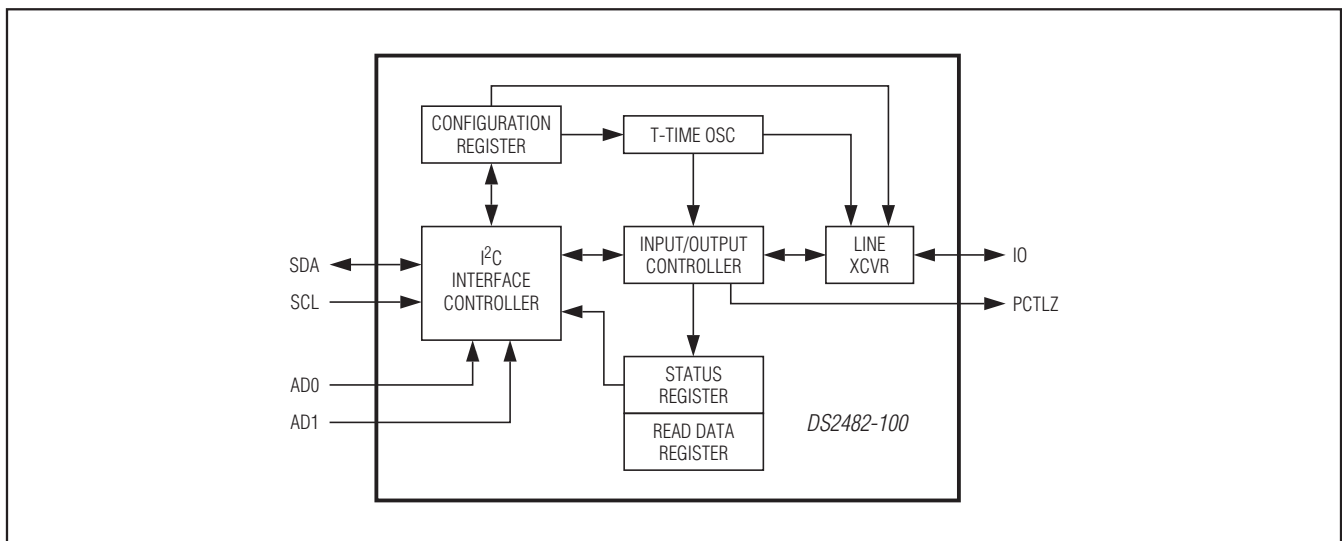 CONFIGURATION
REGISTER
T-TIME OSC
SDA
SCL
AD0
AD1
I²C
INTERFACE
CONTROLLER
INPUT/OUTPUT
CONTROLLER
LINE
XCVR
IO
PCTLZ
STATUS
REGISTER
READ DATA
REGISTER
DS2482-100